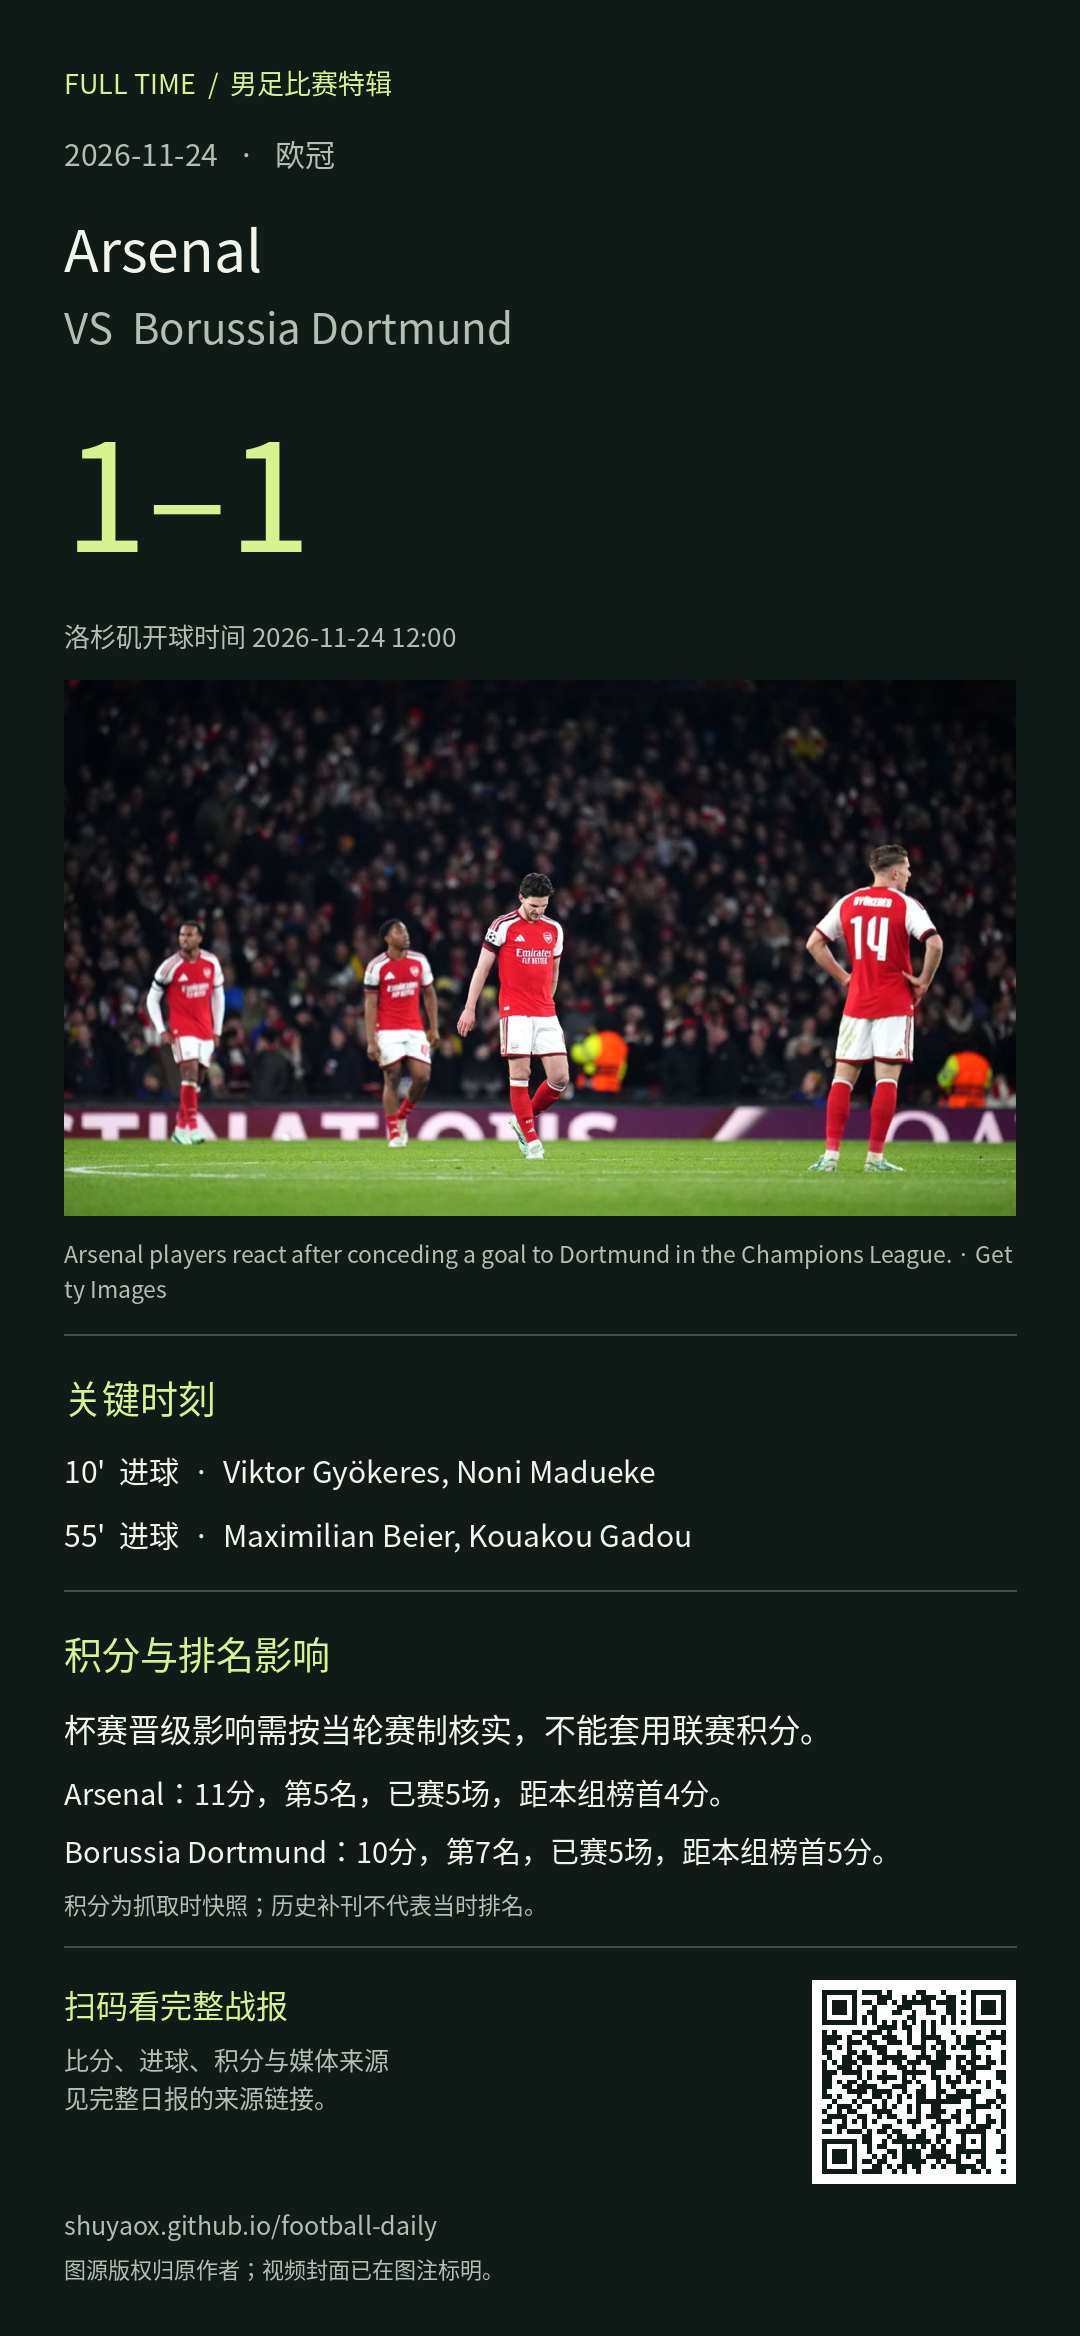 FULL TIME / 男足比赛特辑
2026-11-24 · 欧冠
Arsenal
VS Borussia Dortmund
1–1
洛杉矶开球时间 2026-11-24 12:00
GYÖKERES
14
Emirates
FLY BETTER
Arsenal players react after conceding a goal to Dortmund in the Champions League. · Get
ty Images
关键时刻
10' 进球 · Viktor Gyökeres, Noni Madueke
55' 进球 · Maximilian Beier, Kouakou Gadou
积分与排名影响
杯赛晋级影响需按当轮赛制核实，不能套用联赛积分。
Arsenal：11分，第5名，已赛5场，距本组榜首4分。
Borussia Dortmund：10分，第7名，已赛5场，距本组榜首5分。
积分为抓取时快照；历史补刊不代表当时排名。
扫码看完整战报
比分、进球、积分与媒体来源
见完整日报的来源链接。
shuyaox.github.io/football-daily
图源版权归原作者；视频封面已在图注标明。